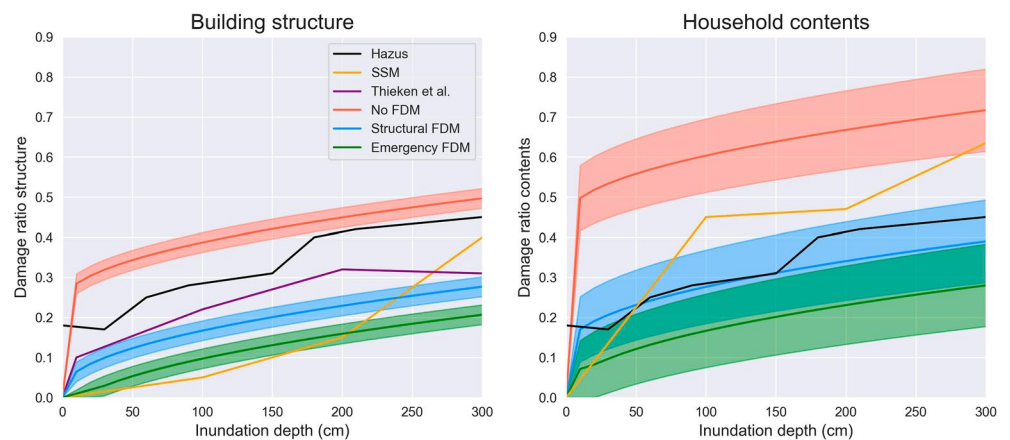 Building structure
Household contents
Damage ratio structure
0.9
0.8
0.7
0.6
0.5
0.4
0.3
0.2
0.1
0.0
Hazus
SSM
Thieken et al.
No FDM
Structural FDM
Emergency FDM
0 50 100 150 200 250 300
Inundation depth (cm)
Damage ratio contents
0.9
0.8
0.7
0.6
0.5
0.4
0.3
0.2
0.1
0.0
0 50 100 150 200 250 300
Inundation depth (cm)